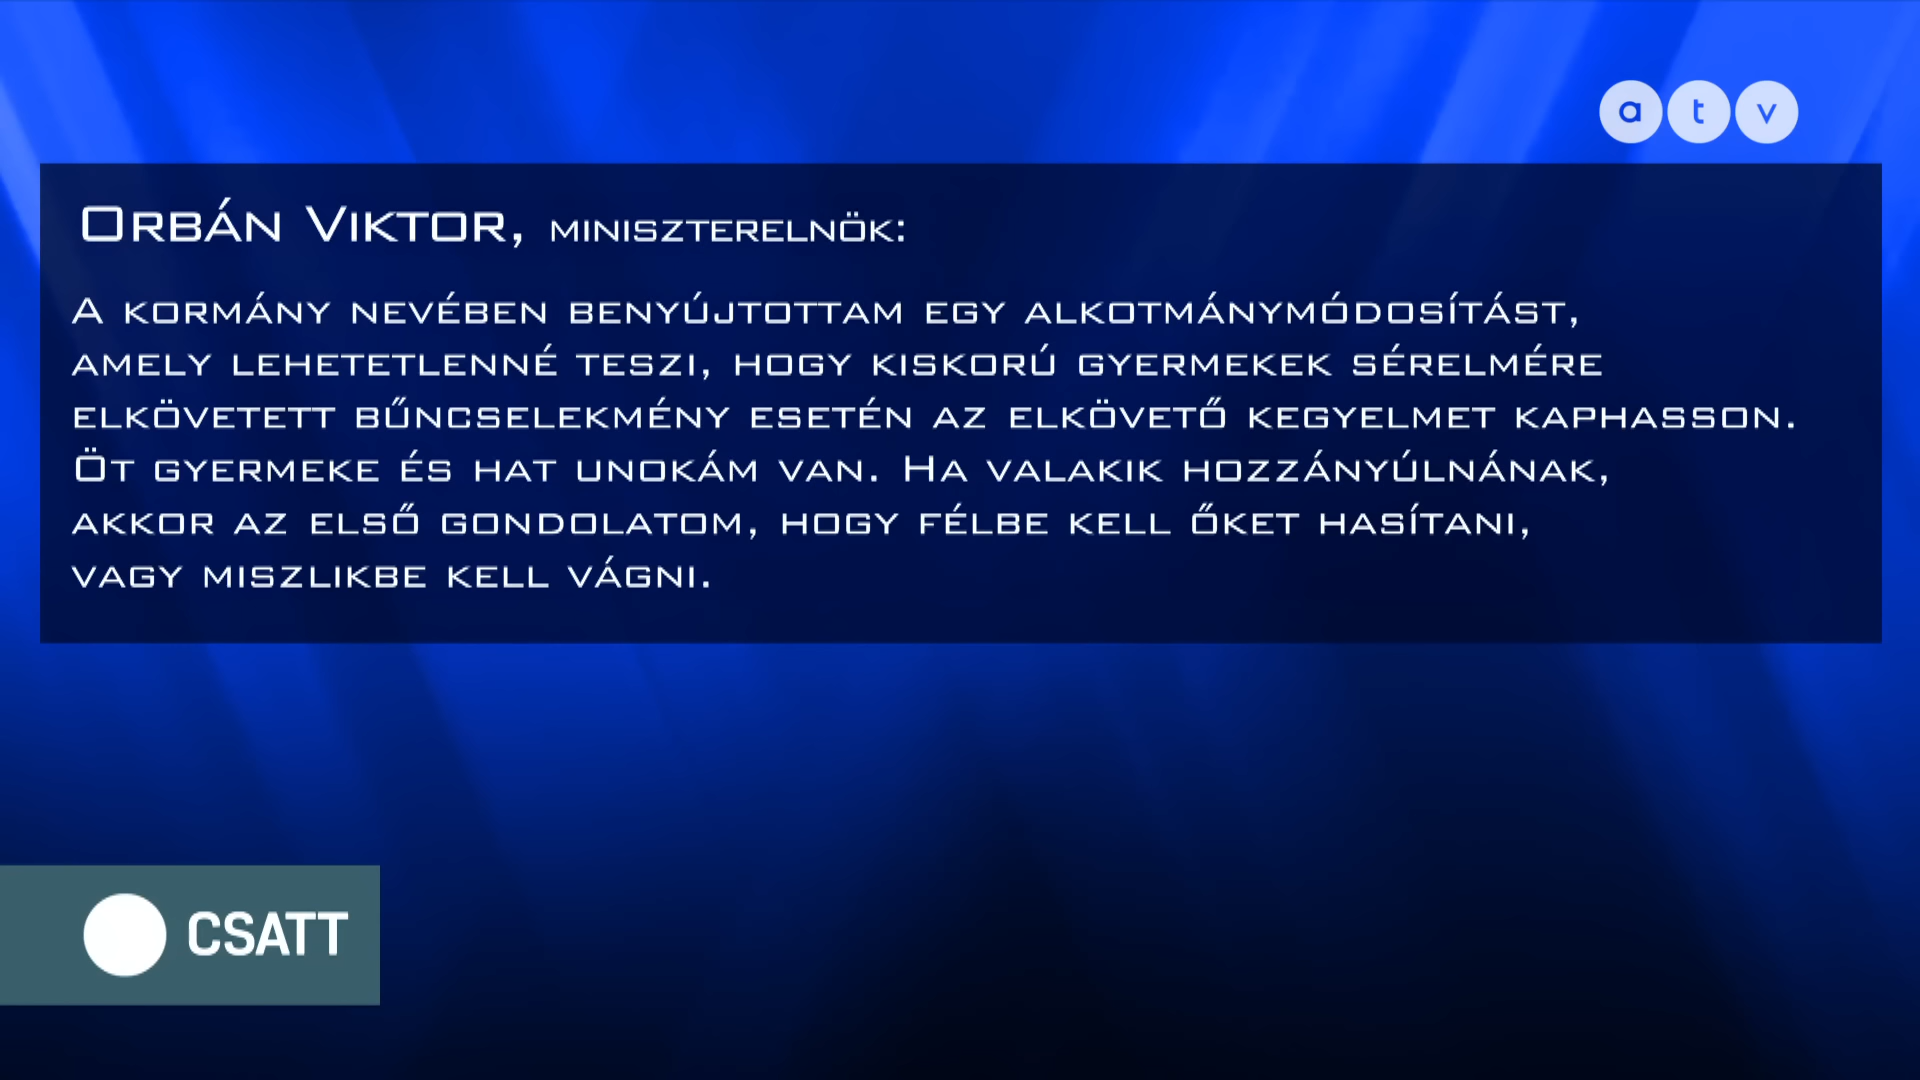 a t v
Orbán Viktor, miniszterelnök:
A kormány nevében benyújtottam egy alkotmánymódosítást,
amely lehetetlenné teszi, hogy kiskorú gyermekek sérelmére
elkövetett bűncselekmény esetén az elkövető kegyelmet kaphasson.
Öt gyermeke és hat unokám van. Ha valakik hozzányúlnának,
akkor az első gondolatom, hogy félbe kell őket hasítani,
vagy miszlikbe kell vágni.
CSATT